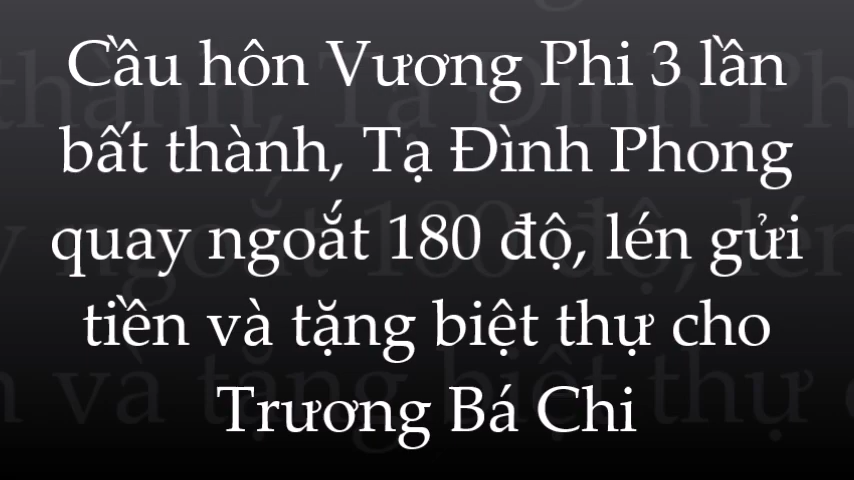 Cầu hôn Vương Phi 3 lần
bất thành, Tạ Đình Phong
quay ngoắt 180 độ, lén gửi
tiền và tặng biệt thự cho
Trương Bá Chi